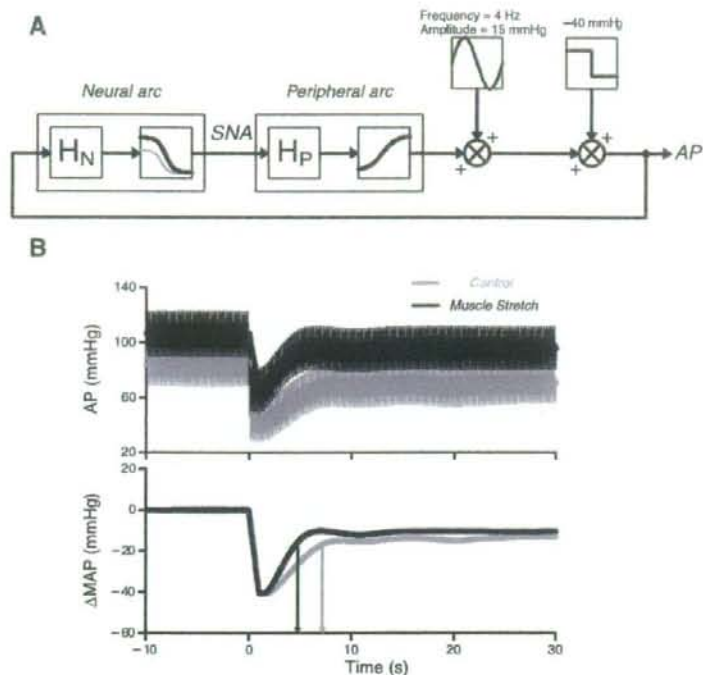 A
Frequency = 4 Hz
Amplitude = 15 mmHg
−40 mmHg
Neural arc
Peripheral arc
H_N
SNA
H_P
+
+
+
+
AP
B
Control
Muscle Stretch
AP (mmHg)
140
100
60
20
ΔMAP (mmHg)
20
0
−20
−40
−60
−10
0
10
20
30
Time (s)